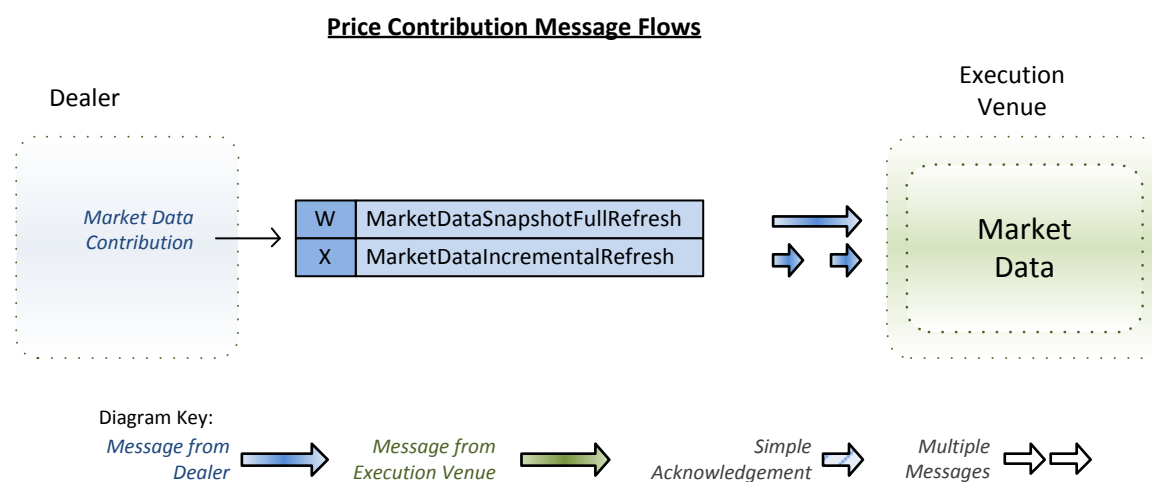 Price Contribution Message Flows
Dealer
Execution
Venue
Market Data
Contribution
W MarketDataSnapshotFullRefresh
X MarketDataIncrementalRefresh
Market
Data
Diagram Key:
Message from
Dealer
Message from
Execution Venue
Simple
Acknowledgement
Multiple
Messages